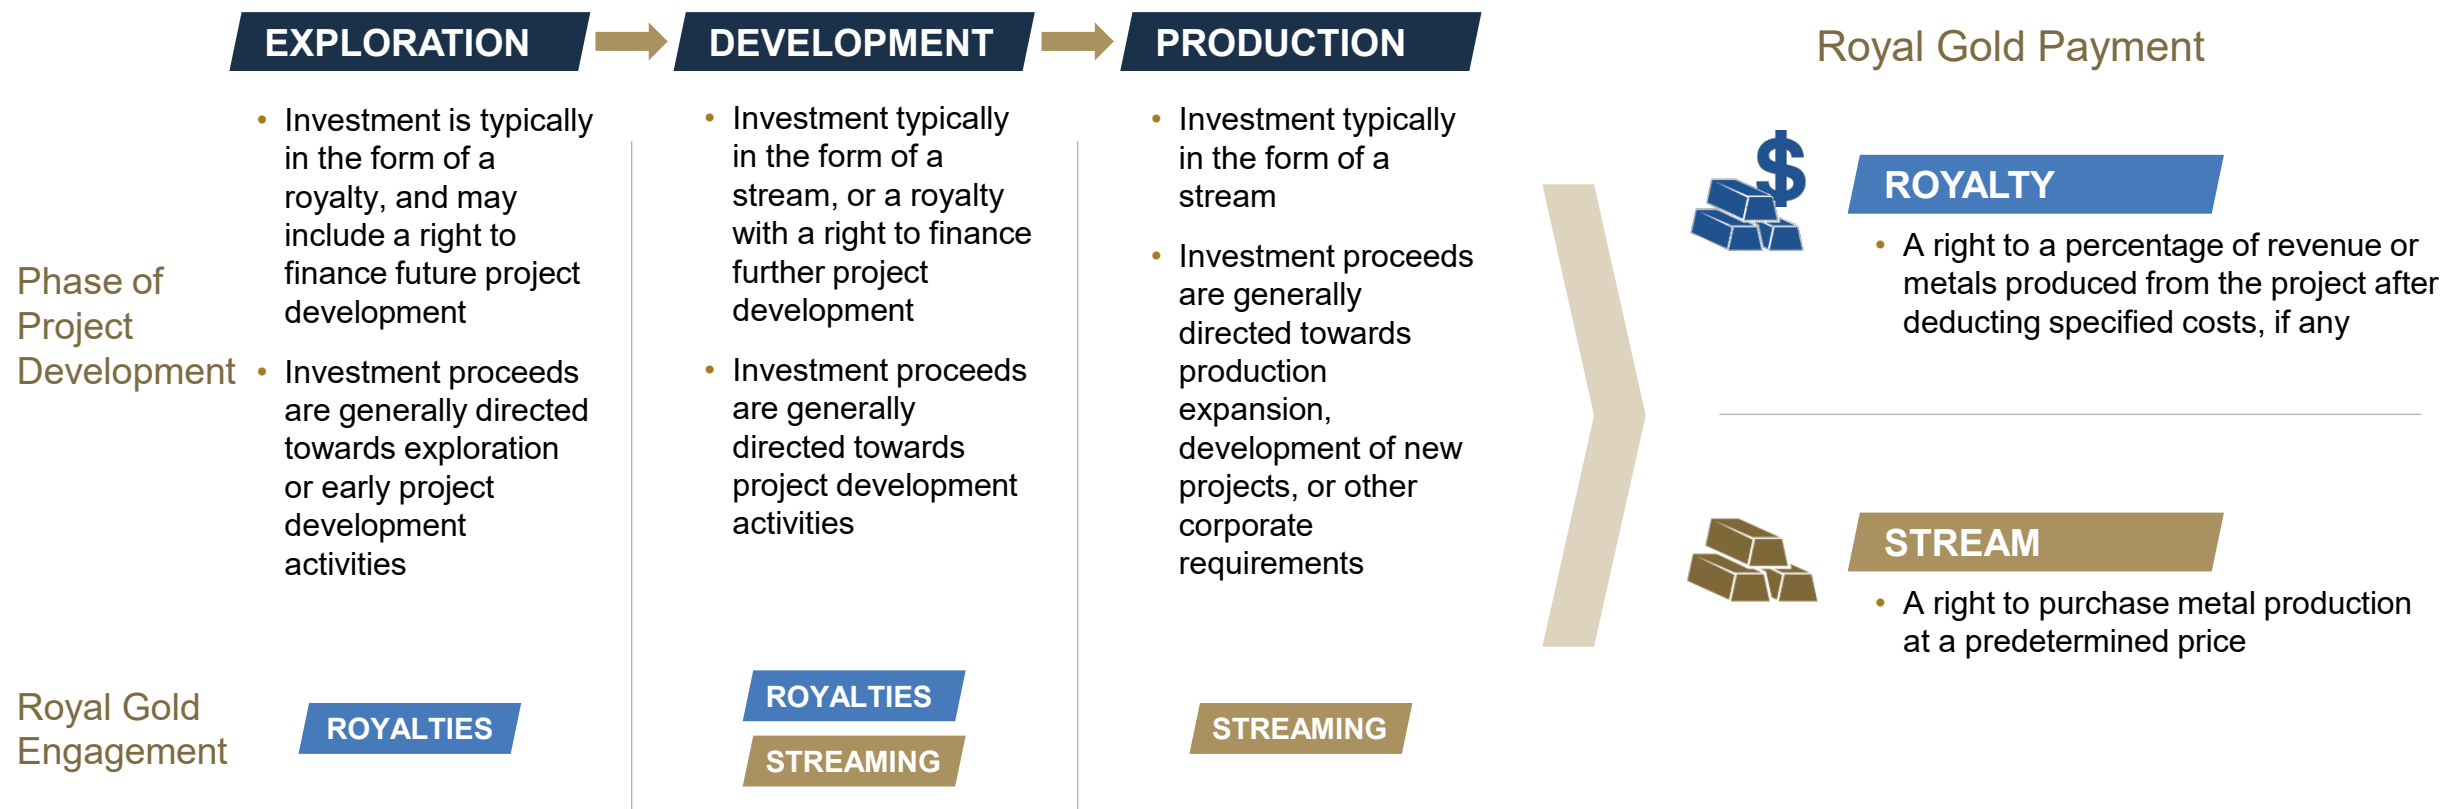 EXPLORATION
DEVELOPMENT
PRODUCTION
Royal Gold Payment
Phase of
Project
Development
• Investment is typically
in the form of a
royalty, and may
include a right to
finance future project
development
• Investment proceeds
are generally directed
towards exploration
or early project
development
activities
• Investment typically
in the form of a
stream, or a royalty
with a right to finance
further project
development
• Investment proceeds
are generally
directed towards
project development
activities
• Investment typically
in the form of a
stream
• Investment proceeds
are generally
directed towards
production
expansion,
development of new
projects, or other
corporate
requirements
$
ROYALTY
• A right to a percentage of revenue or
metals produced from the project after
deducting specified costs, if any
STREAM
• A right to purchase metal production
at a predetermined price
Royal Gold
Engagement
ROYALTIES
ROYALTIES
STREAMING
STREAMING